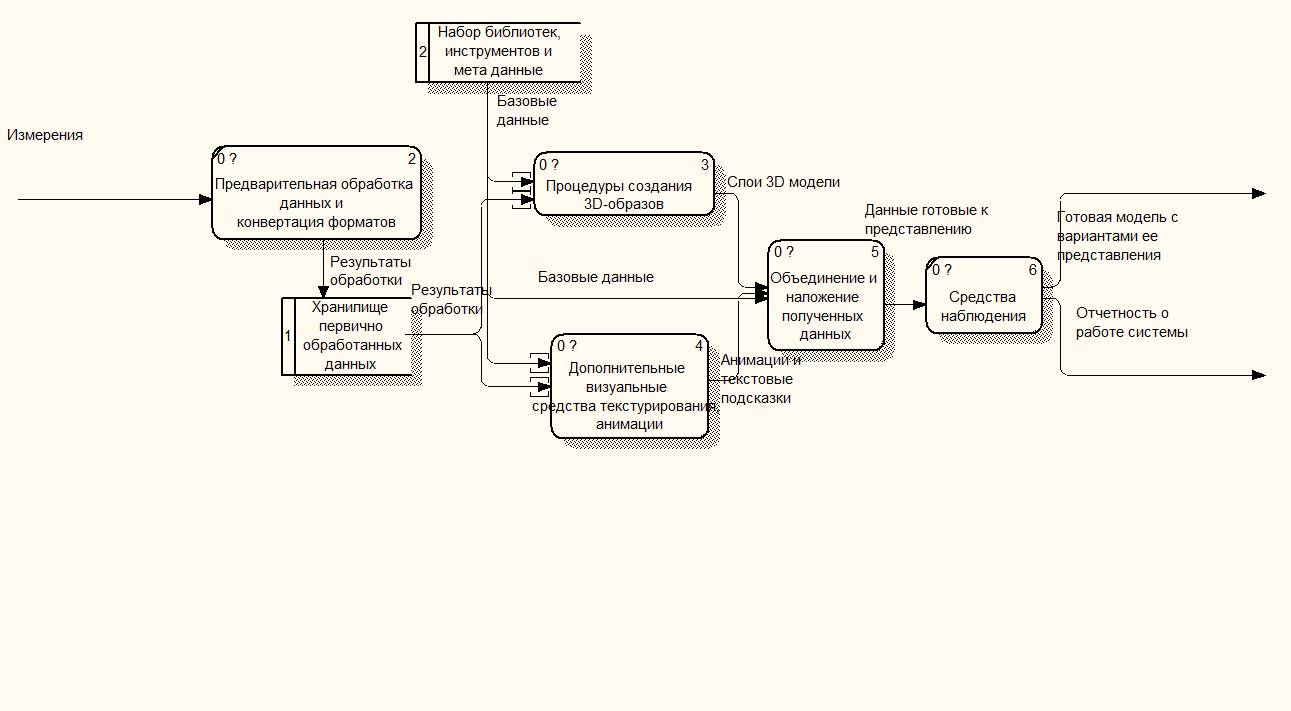 Набор библиотек,
2
инструментов и
мета данные
Базовые
данные
Измерения
0 ?
2
Предварительная обработка
данных и
конвертация форматов
0 ?
3
Процедуры создания
3D-образов
Слои 3D модели
Данные готовые к
представлению
Готовая модель с
вариантами ее
представления
Результаты
обработки
0 ?
5
Объединение и
наложение
полученных
данных
0 ?
6
Средства
наблюдения
Базовые данные
Результаты
обработки
1
Хранилище
первично
обработанных
данных
Отчетность о
работе системы
0 ?
4
Дополнительные
визуальные
средства текстурирования,
анимации
Анимации и
текстовые
подсказки